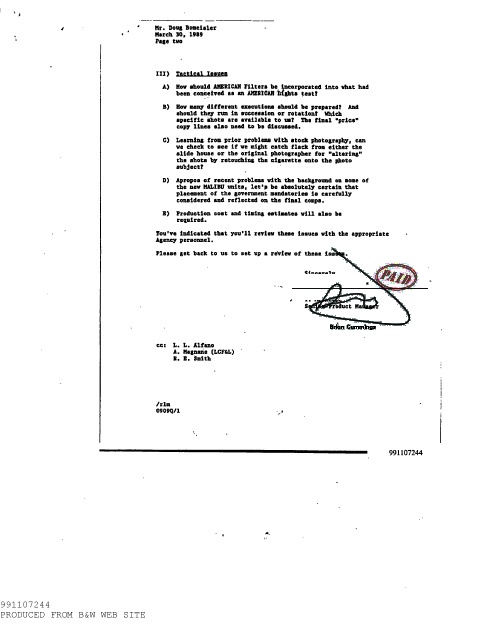 Mr. Doug Bomeisler
March 30, 1989
Page two
III) Tactical Issues
A) How should AMERICAN Filters be incorporated into what had
been conceived as an AMERICAN Lights test?
B) How many different executions should be prepared? And
should they run in succession or rotation? Which
specific shots are available to us? The final "price"
copy lines also need to be discussed.
C) Learning from prior problems with stock photography, can
we check to see if we might catch flack from either the
slide house or the original photographer for "altering"
the shots by retouching the cigarette onto the photo
subject?
D) Apropos of recent problems with the background on some of
the new MALIBU units, let's be absolutely certain that
placement of the government mandatories is carefully
considered and reflected on the final comps.
E) Production cost and timing estimates will also be
required.
You've indicated that you'll review these issues with the appropriate
Agency personnel.
Please get back to us to set up a review of these issues.
Sincerely
PAID
Senior Product Manager
Brian Cummings
cc: L. L. Alfano
A. Magnane (LCF&L)
E. Smith
/rlm
0909Q/1
991107244
991107244
PRODUCED FROM B&W WEB SITE